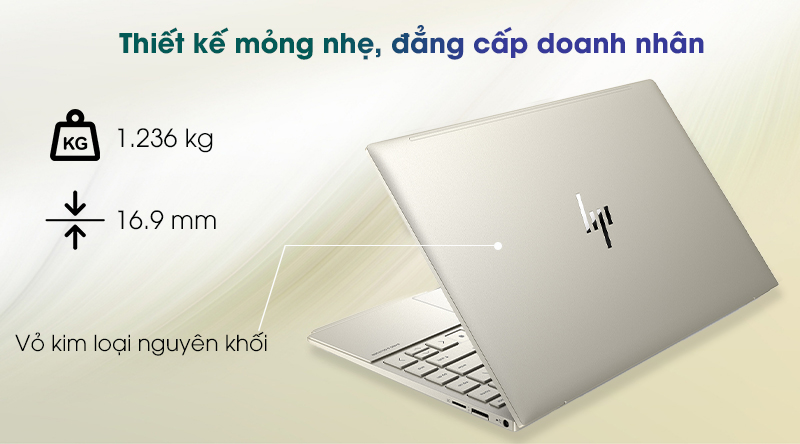 Thiết kế mỏng nhẹ, đẳng cấp doanh nhân
KG
1.236 kg
16.9 mm
Vỏ kim loại nguyên khối
hp